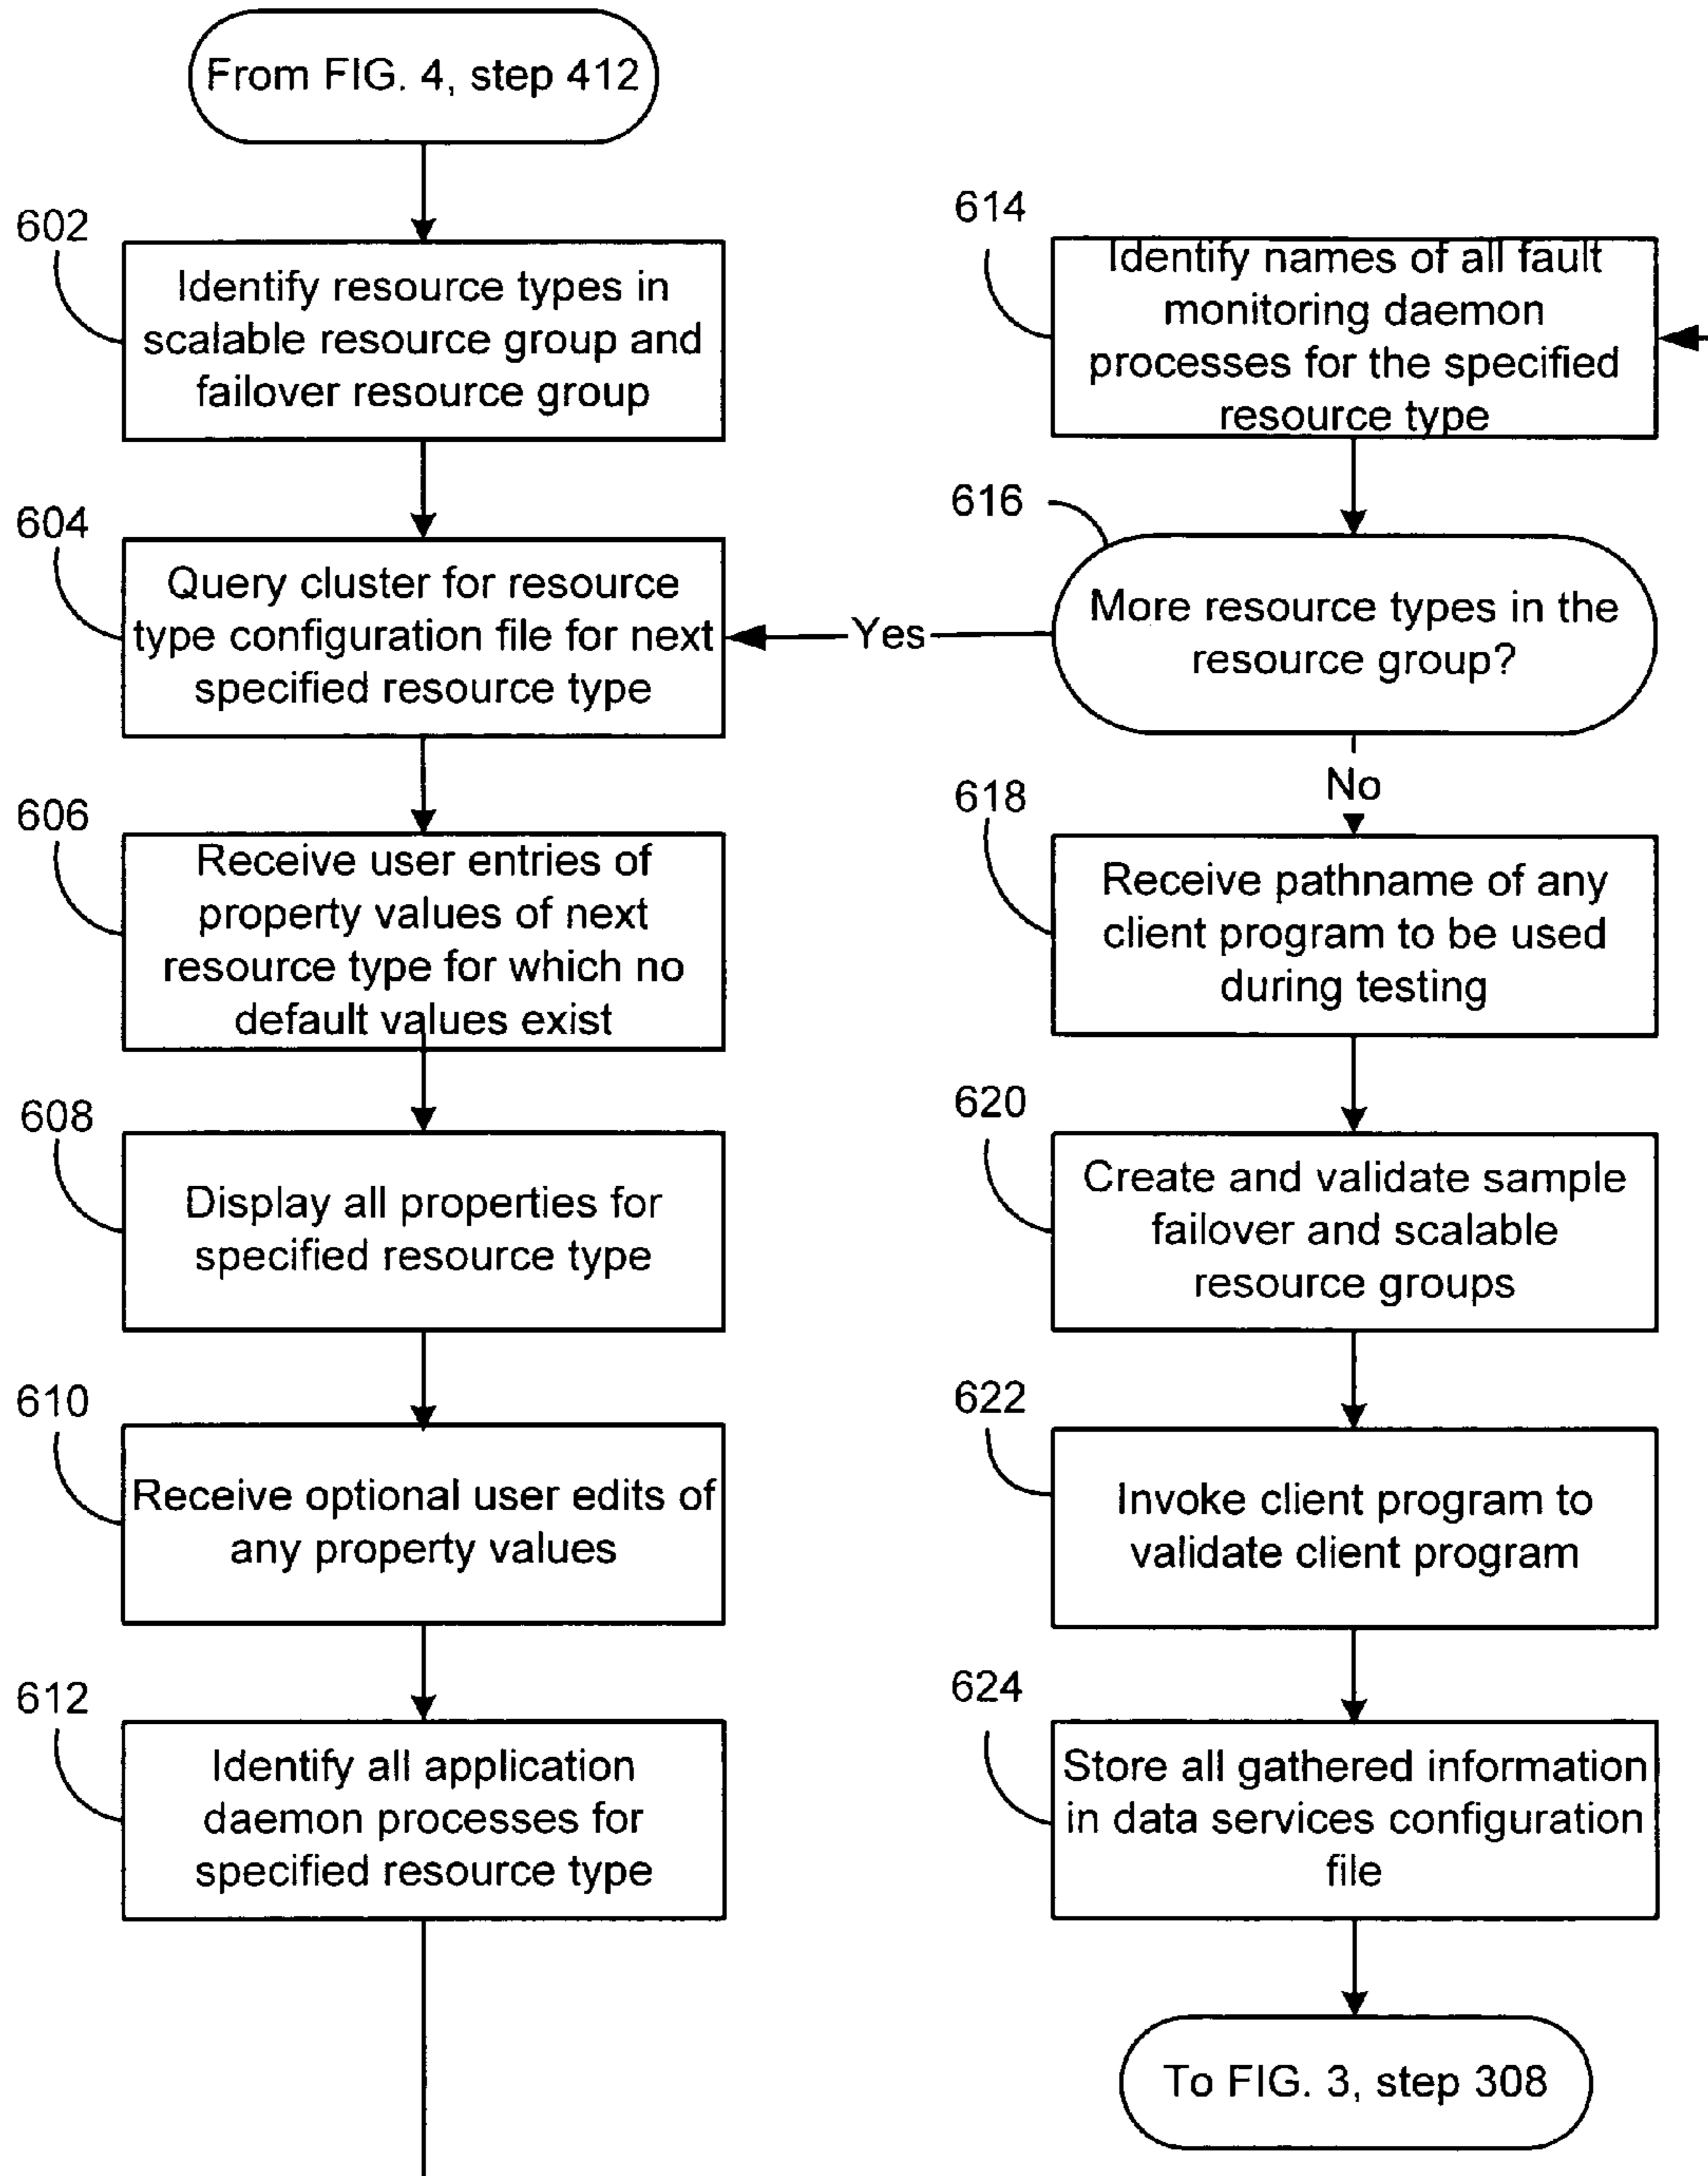 From FIG. 4, step 412
602
Identify resource types in
scalable resource group and
failover resource group
604
Query cluster for resource
type configuration file for next
specified resource type
606
Receive user entries of
property values of next
resource type for which no
default values exist
608
Display all properties for
specified resource type
610
Receive optional user edits of
any property values
612
Identify all application
daemon processes for
specified resource type
614
Identify names of all fault
monitoring daemon
processes for the specified
resource type
616
More resource types in the
resource group?
Yes
No
618
Receive pathname of any
client program to be used
during testing
620
Create and validate sample
failover and scalable
resource groups
622
Invoke client program to
validate client program
624
Store all gathered information
in data services configuration
file
To FIG. 3, step 308